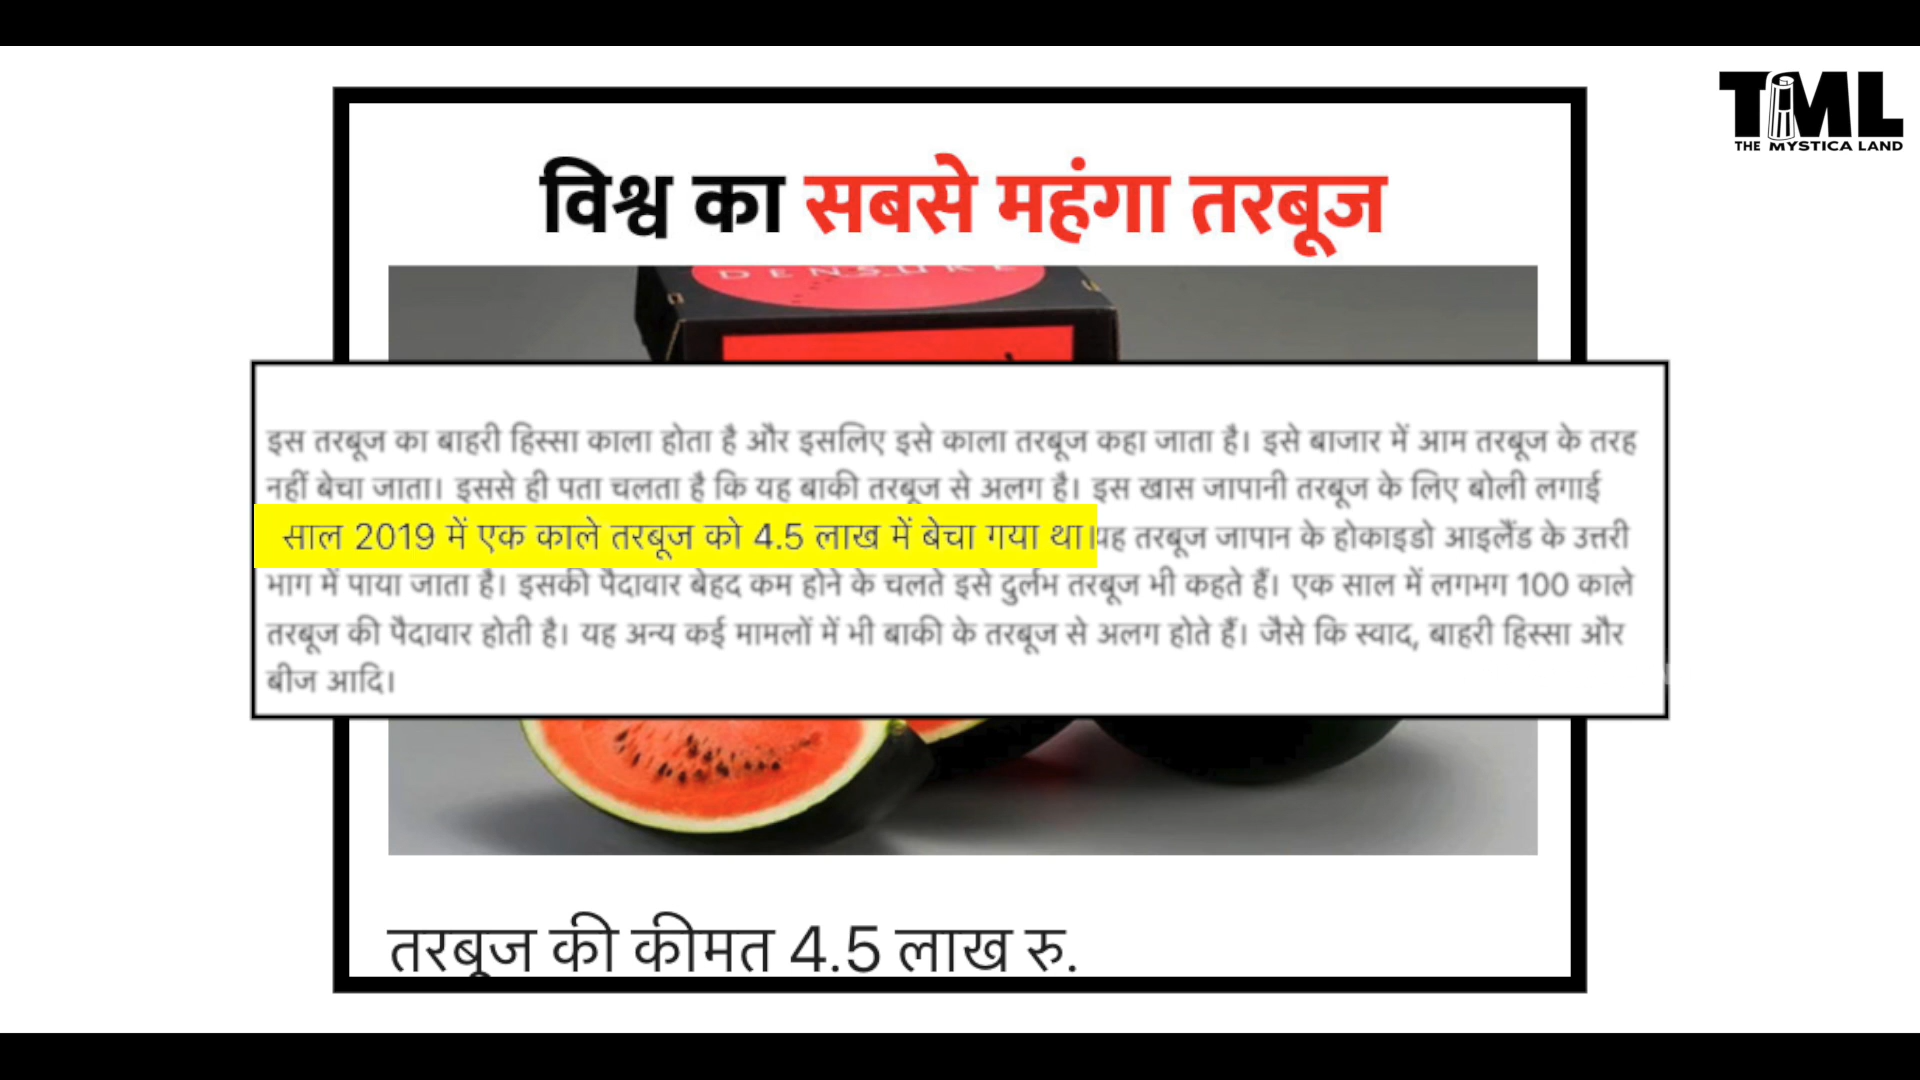 TML
THE MYSTICA LAND
विश्व का सबसे महंगा तरबूज
DENSUKE
इस तरबूज का बाहरी हिस्सा काला होता है और इसलिए इसे काला तरबूज कहा जाता है। इसे बाजार में आम तरबूज के तरह
नहीं बेचा जाता। इससे ही पता चलता है कि यह बाकी तरबूज से अलग है। इस खास जापानी तरबूज के लिए बोली लगाई
साल 2019 में एक काले तरबूज को 4.5 लाख में बेचा गया था। यह तरबूज जापान के होकाइडो आइलैंड के उत्तरी
भाग में पाया जाता है। इसकी पैदावार बेहद कम होने के चलते इसे दुर्लभ तरबूज भी कहते हैं। एक साल में लगभग 100 काले
तरबूज की पैदावार होती है। यह अन्य कई मामलों में भी बाकी के तरबूज से अलग होते हैं। जैसे कि स्वाद, बाहरी हिस्सा और
बीज आदि।
तरबूज की कीमत 4.5 लाख रु.